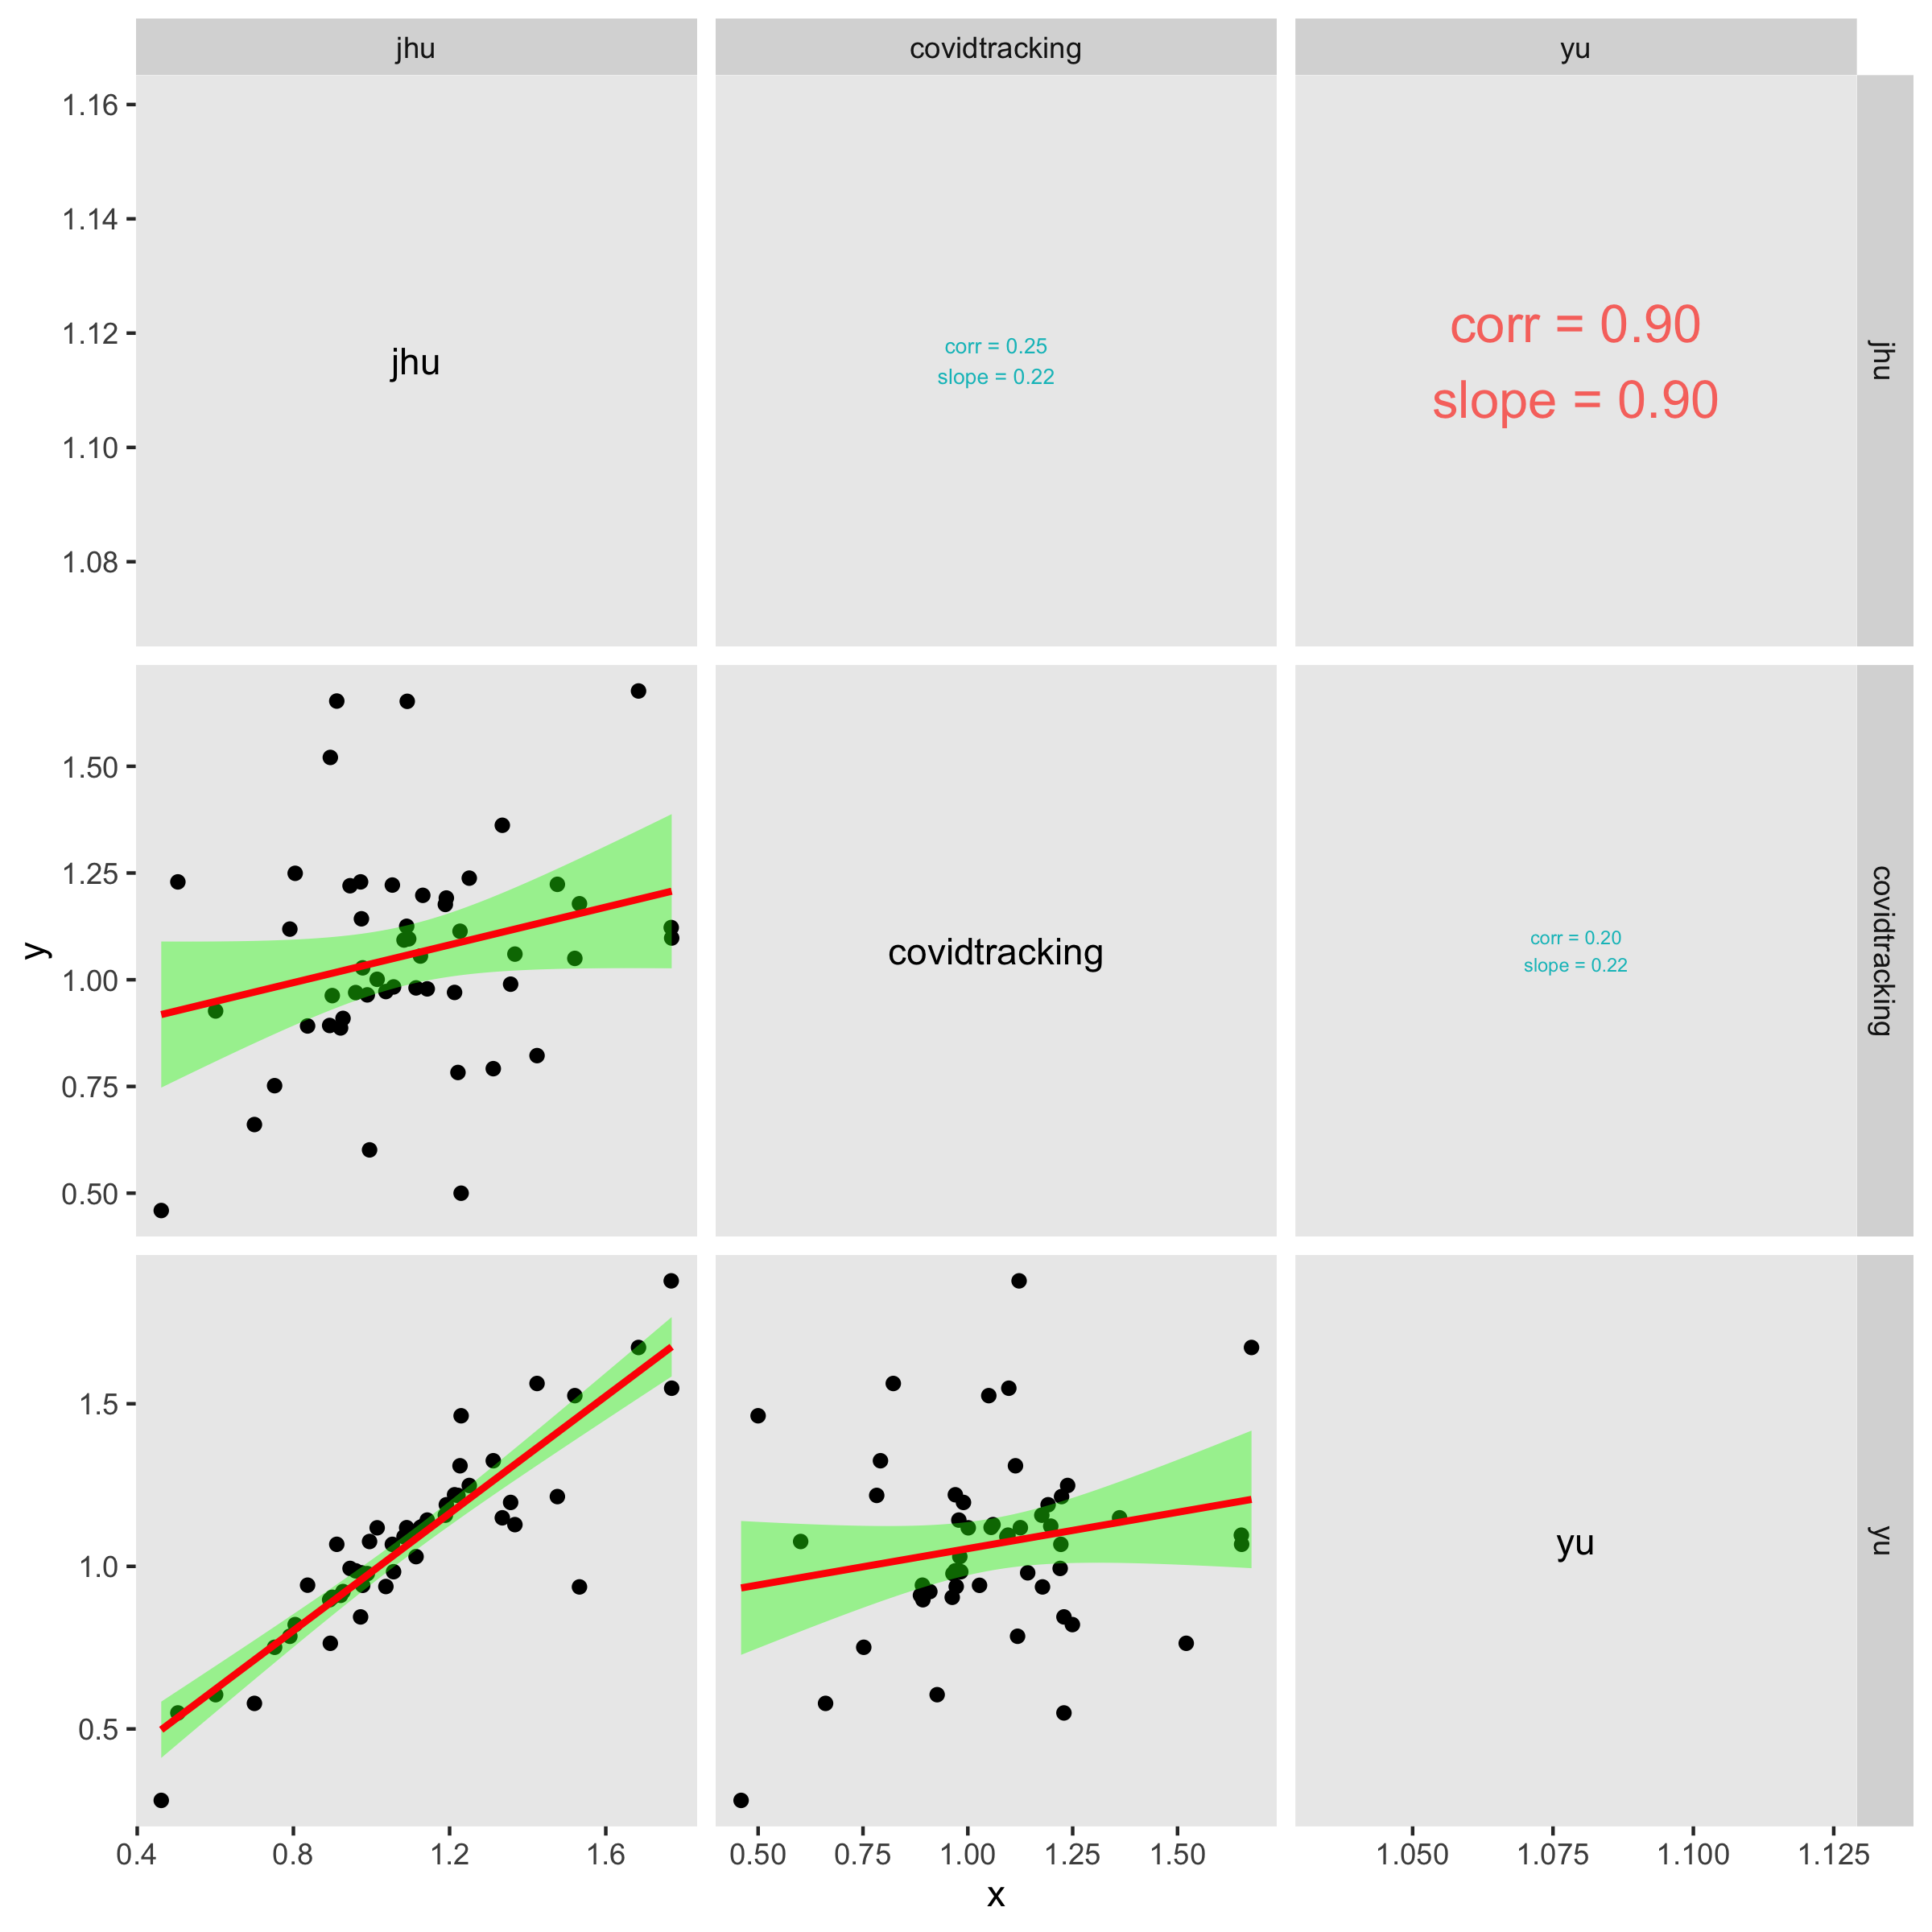 jhu
covidtracking
yu
1.16
1.14
1.12
1.10
1.08
jhu
corr = 0.25
slope = 0.22
corr = 0.90
slope = 0.90
jhu
y
1.50
1.25
1.00
0.75
0.50
covidtracking
corr = 0.20
slope = 0.22
covidtracking
1.5
1.0
0.5
yu
yu
0.4 0.8 1.2 1.6
0.50 0.75 1.00 1.25 1.50
1.050 1.075 1.100 1.125
x